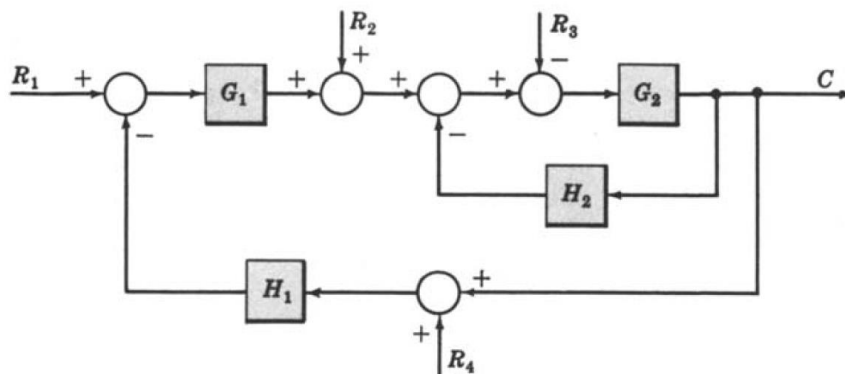 R₂
R₃
R₁ + G₁ + + + + − G₂ C
−
−
H₂
H₁
+
+
R₄